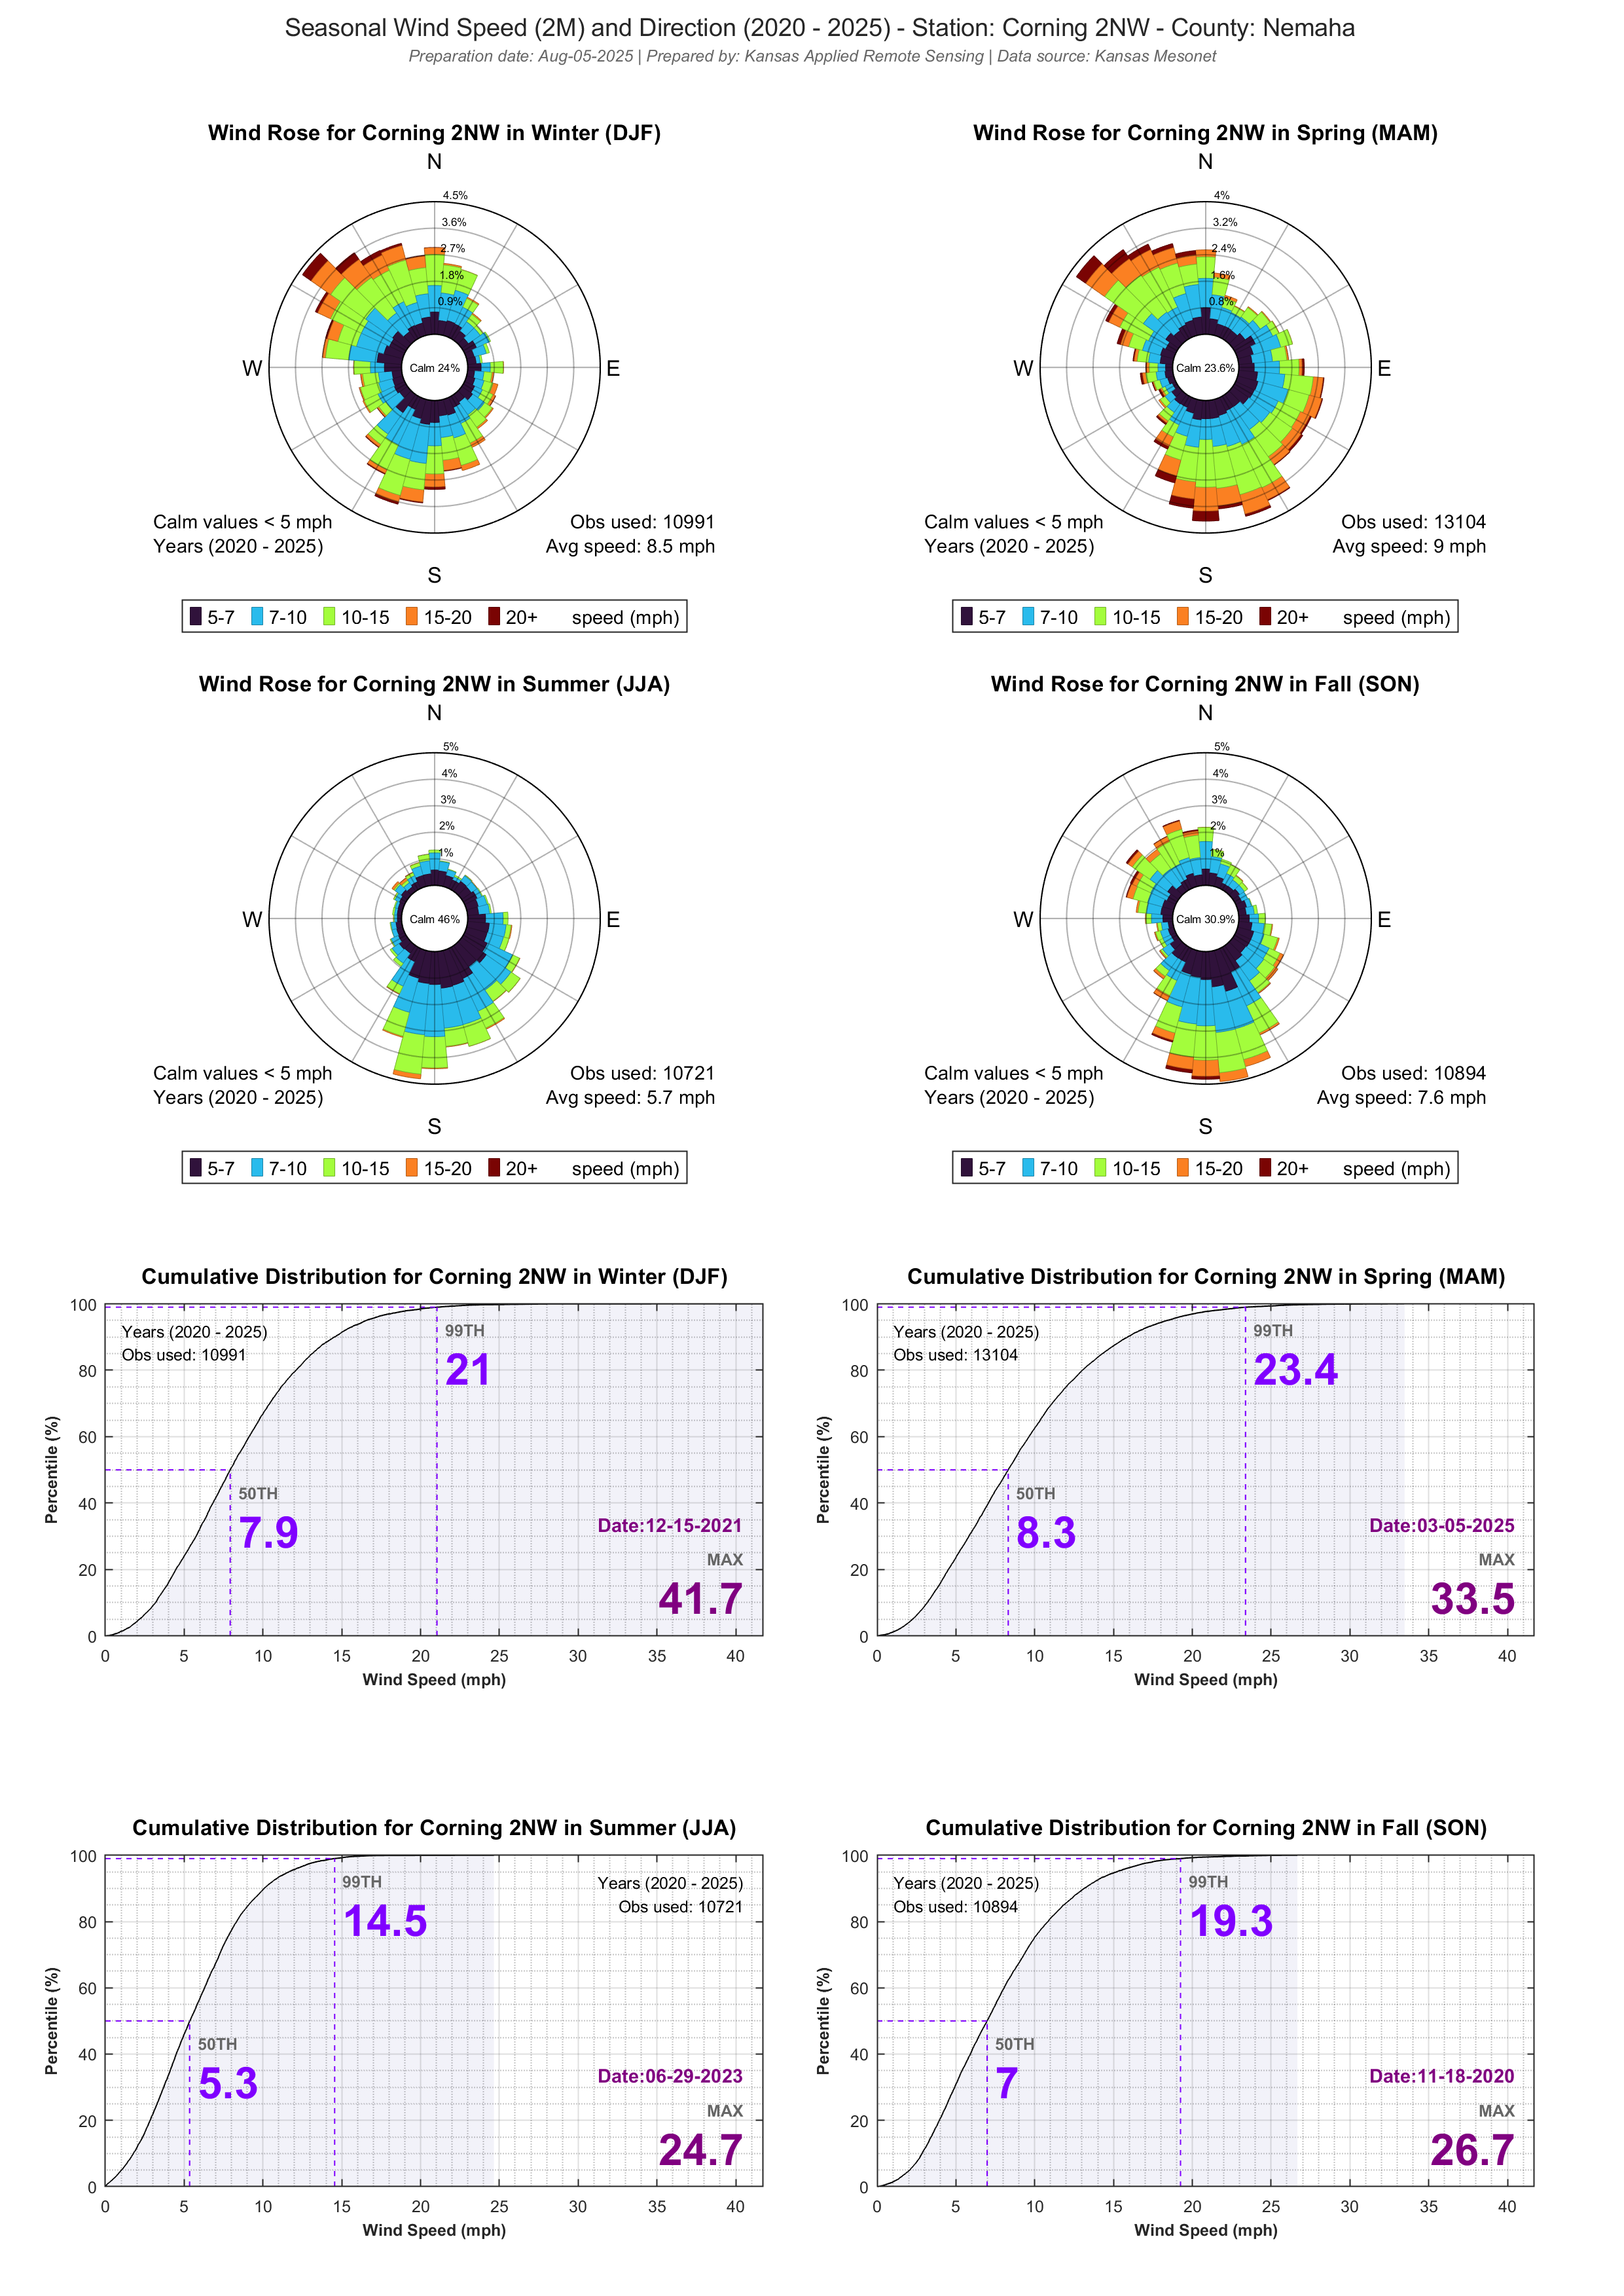 Seasonal Wind Speed (2M) and Direction (2020 - 2025) - Station: Corning 2NW - County: Nemaha
Preparation date: Aug-05-2025 | Prepared by: Kansas Applied Remote Sensing | Data source: Kansas Mesonet
Wind Rose for Corning 2NW in Winter (DJF)
N
4.5%
3.6%
2.7%
1.8%
0.9%
W
Calm 24%
E
Calm values < 5 mph
Years (2020 - 2025)
Obs used: 10991
Avg speed: 8.5 mph
S
5-7 7-10 10-15 15-20 20+ speed (mph)
Wind Rose for Corning 2NW in Spring (MAM)
N
4%
3.2%
2.4%
1.6%
0.8%
W
Calm 23.6%
E
Calm values < 5 mph
Years (2020 - 2025)
Obs used: 13104
Avg speed: 9 mph
S
5-7 7-10 10-15 15-20 20+ speed (mph)
Wind Rose for Corning 2NW in Summer (JJA)
N
5%
4%
3%
2%
1%
W
Calm 46%
E
Calm values < 5 mph
Years (2020 - 2025)
Obs used: 10721
Avg speed: 5.7 mph
S
5-7 7-10 10-15 15-20 20+ speed (mph)
Wind Rose for Corning 2NW in Fall (SON)
N
5%
4%
3%
2%
1%
W
Calm 30.9%
E
Calm values < 5 mph
Years (2020 - 2025)
Obs used: 10894
Avg speed: 7.6 mph
S
5-7 7-10 10-15 15-20 20+ speed (mph)
Cumulative Distribution for Corning 2NW in Winter (DJF)
Percentile (%)
100
80
60
40
20
0
Years (2020 - 2025)
Obs used: 10991
99TH
21
50TH
7.9
Date:12-15-2021
MAX
41.7
0 5 10 15 20 25 30 35 40
Wind Speed (mph)
Cumulative Distribution for Corning 2NW in Spring (MAM)
Percentile (%)
100
80
60
40
20
0
Years (2020 - 2025)
Obs used: 13104
99TH
23.4
50TH
8.3
Date:03-05-2025
MAX
33.5
0 5 10 15 20 25 30 35 40
Wind Speed (mph)
Cumulative Distribution for Corning 2NW in Summer (JJA)
Percentile (%)
100
80
60
40
20
0
99TH
14.5
Years (2020 - 2025)
Obs used: 10721
50TH
5.3
Date:06-29-2023
MAX
24.7
0 5 10 15 20 25 30 35 40
Wind Speed (mph)
Cumulative Distribution for Corning 2NW in Fall (SON)
Percentile (%)
100
80
60
40
20
0
Years (2020 - 2025)
Obs used: 10894
99TH
19.3
50TH
7
Date:11-18-2020
MAX
26.7
0 5 10 15 20 25 30 35 40
Wind Speed (mph)